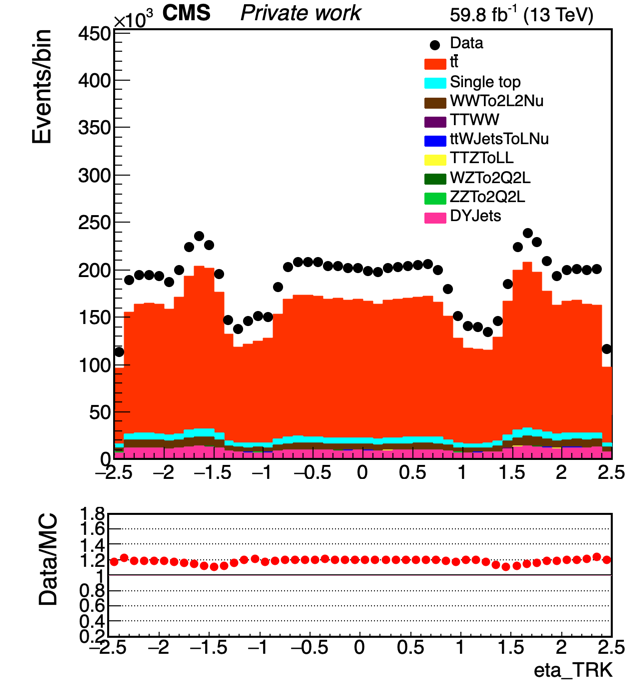 ×10³ CMS Private work 59.8 fb⁻¹ (13 TeV)
Events/bin
450
400
350
300
250
200
150
100
50
0
Data
tt̄
Single top
WWTo2L2Nu
TTWW
ttWJetsToLNu
TTZToLL
WZTo2Q2L
ZZTo2Q2L
DYJets
−2.5 −2 −1.5 −1 −0.5 0 0.5 1 1.5 2 2.5
Data/MC
1.8
1.6
1.4
1.2
1
0.8
0.6
0.4
0.2
−2.5 −2 −1.5 −1 −0.5 0 0.5 1 1.5 2 2.5
eta_TRK